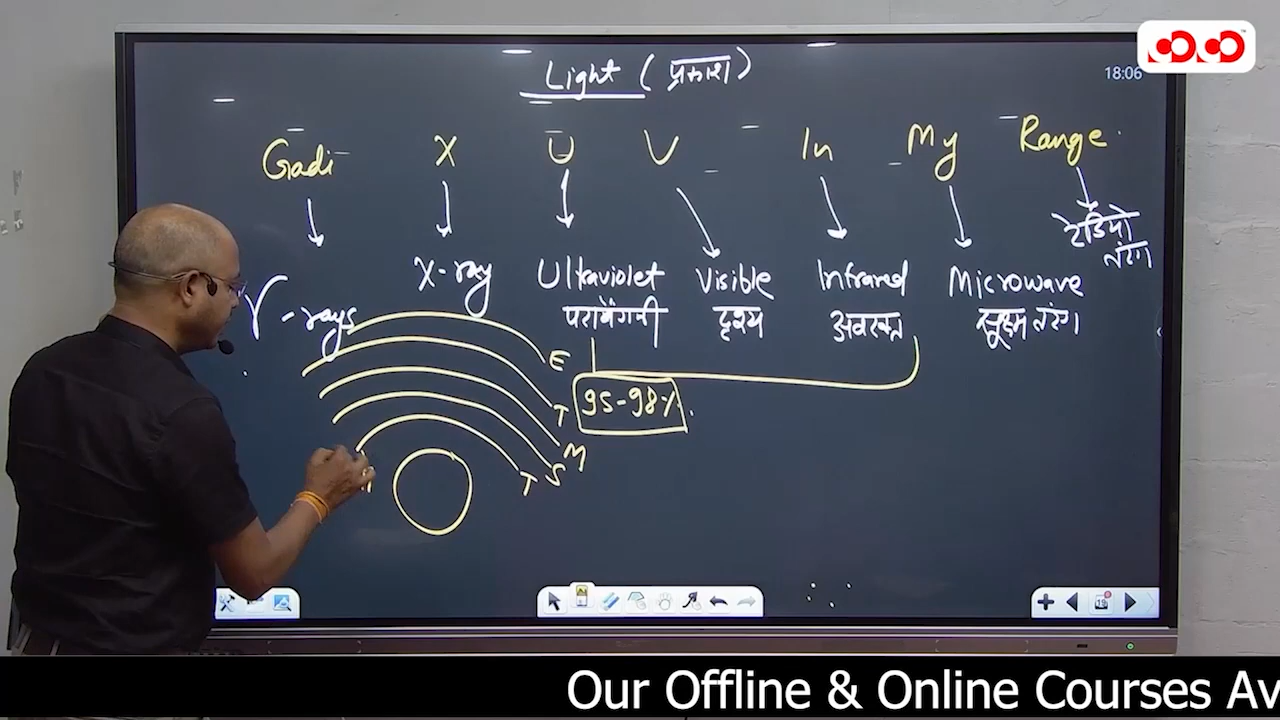 Light (प्रकाश)
18:06
Gadi X U V In My Range
रेडियो
तरंग
γ-rays X-ray Ultraviolet Visible Infrared Microwave
पराबैंगनी दृश्य अवरक्त सूक्ष्म तरंग
E
95-98%
T
M
S
T
19
Our Offline & Online Courses Av